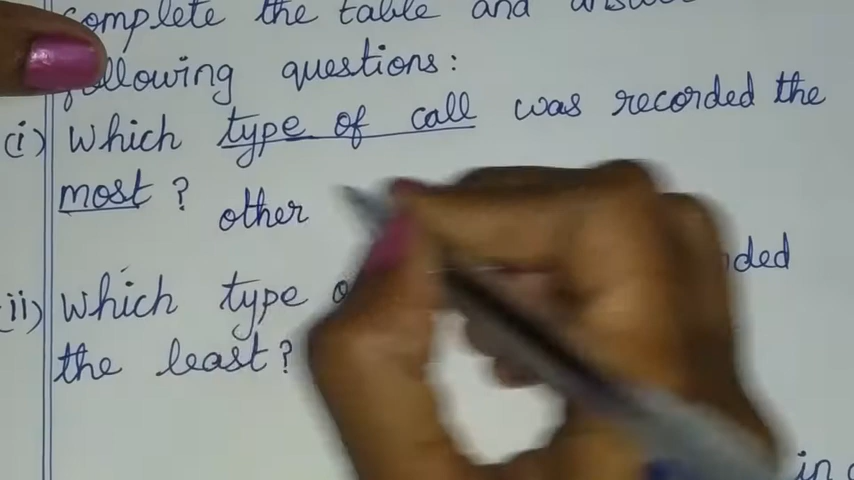 complete the table and
following questions:
(i) Which type of call was recorded the
most ? other
(ii) Which type
the least?
in